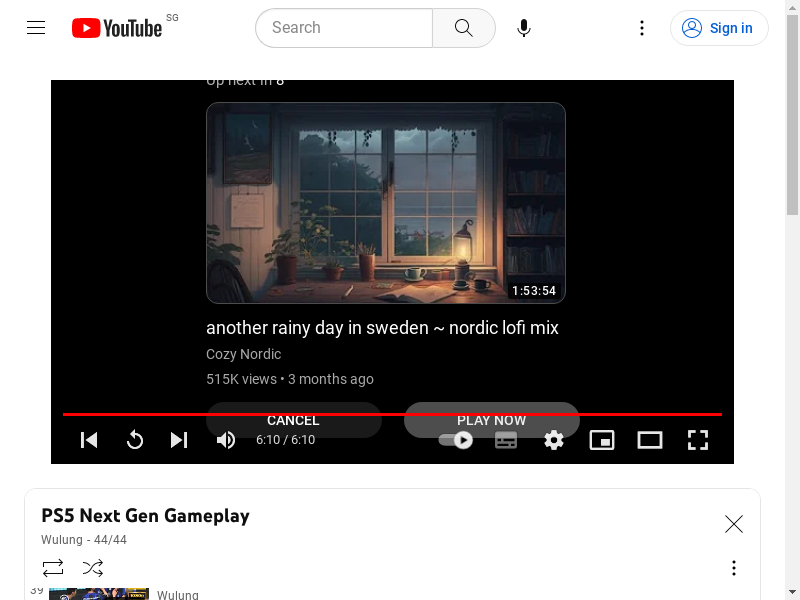 YouTube SG
Search
Sign in
Up next in 8
1:53:54
another rainy day in sweden ~ nordic lofi mix
Cozy Nordic
515K views • 3 months ago
CANCEL
PLAY NOW
6:10 / 6:10
PS5 Next Gen Gameplay
Wulung - 44/44
39
Wulung